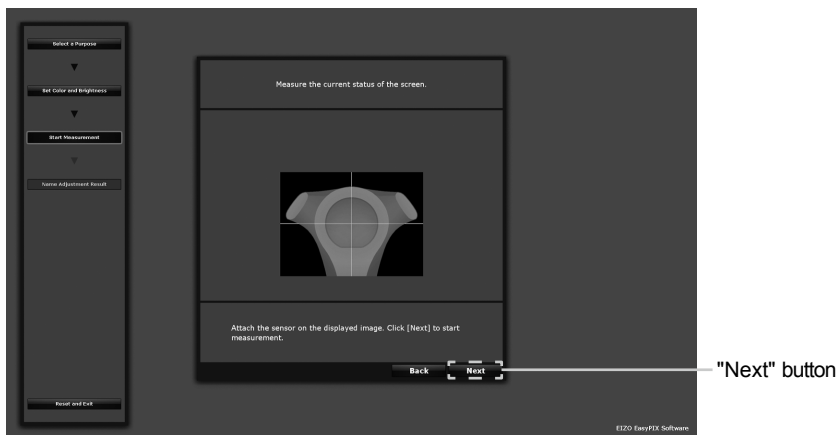 Select a Purpose
Set Color and Brightness
Start Measurement
Name Adjustment Result
Reset and Exit
Measure the current status of the screen.
Attach the sensor on the displayed image. Click [Next] to start
measurement.
Back Next
"Next" button
EIZO EasyPIX Software